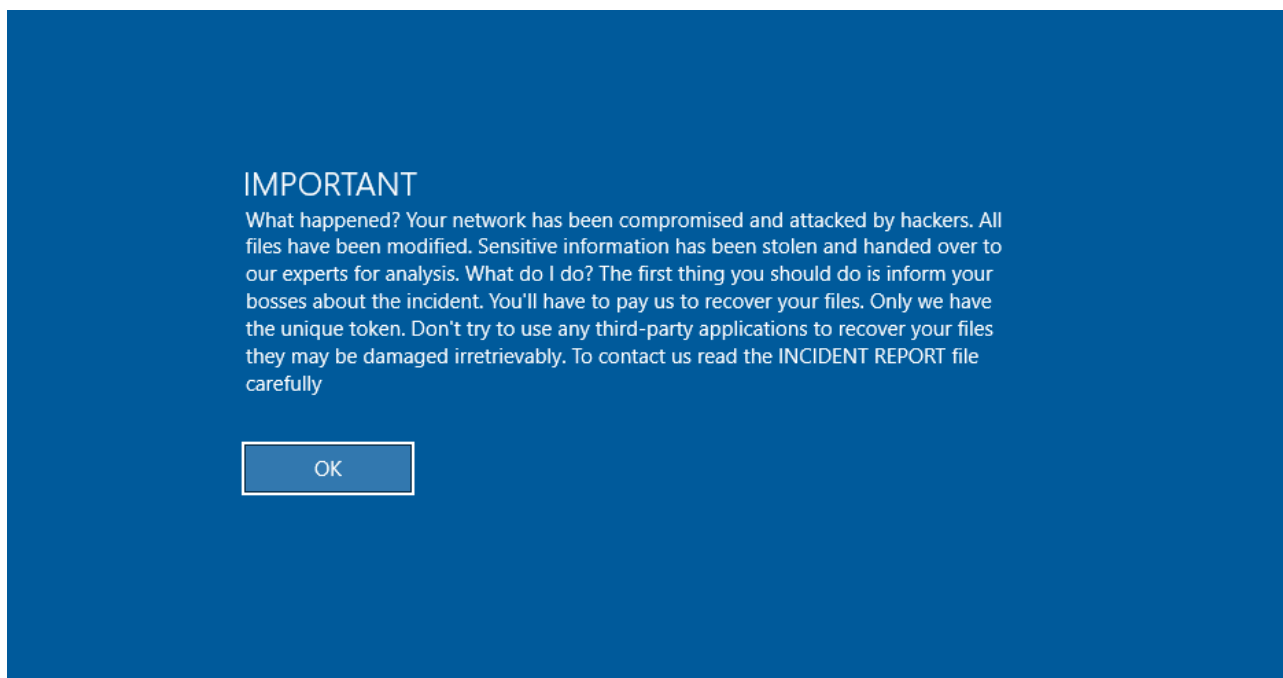 IMPORTANT
What happened? Your network has been compromised and attacked by hackers. All
files have been modified. Sensitive information has been stolen and handed over to
our experts for analysis. What do I do? The first thing you should do is inform your
bosses about the incident. You'll have to pay us to recover your files. Only we have
the unique token. Don't try to use any third-party applications to recover your files
they may be damaged irretrievably. To contact us read the INCIDENT REPORT file
carefully
OK